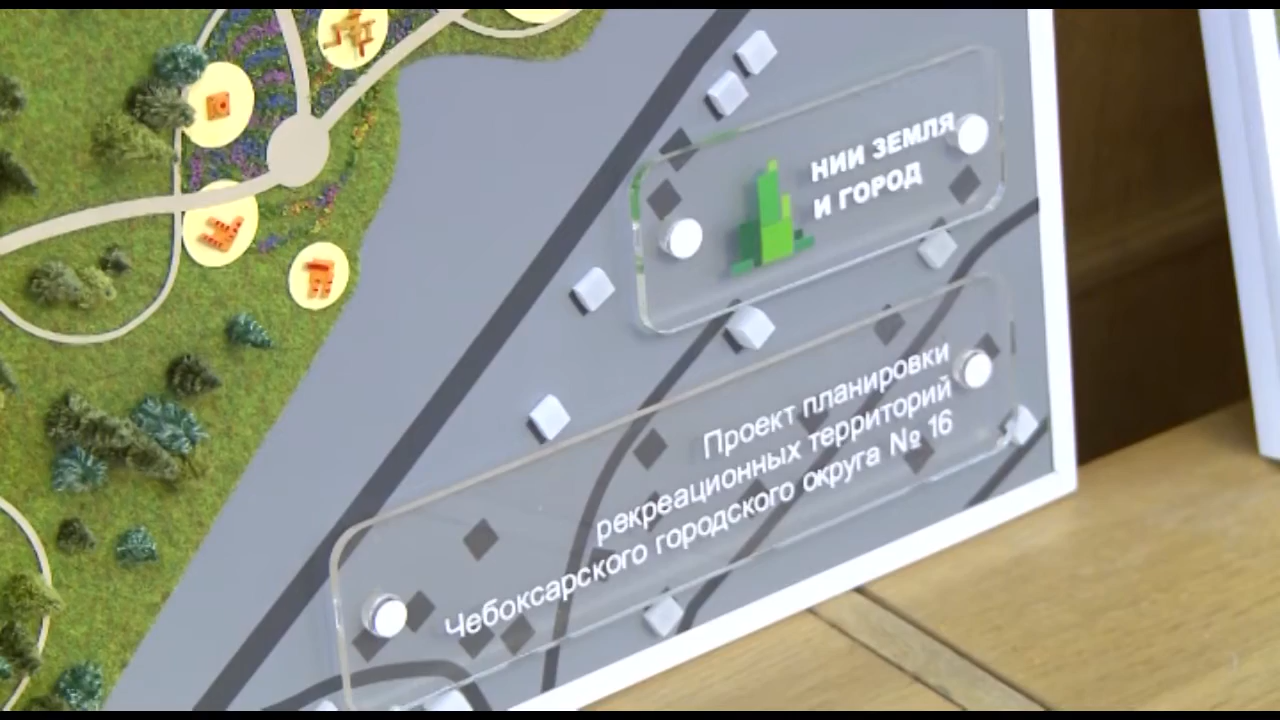 НИИ ЗЕМЛЯ
И ГОРОД
Проект планировки
рекреационных территорий
Чебоксарского городского округа № 16